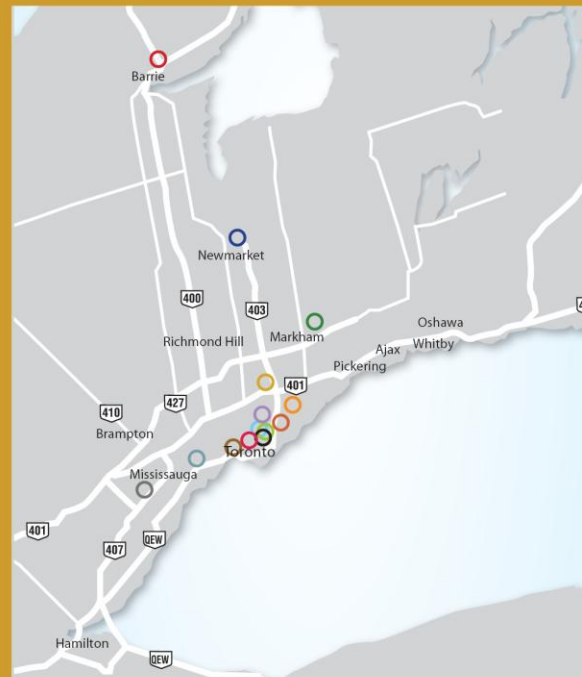 Barrie
Newmarket
400
403
Richmond Hill
Markham
Oshawa
Whitby
Ajax
Pickering
401
427
410
Brampton
Toronto
Mississauga
401
407
QEW
Hamilton
QEW